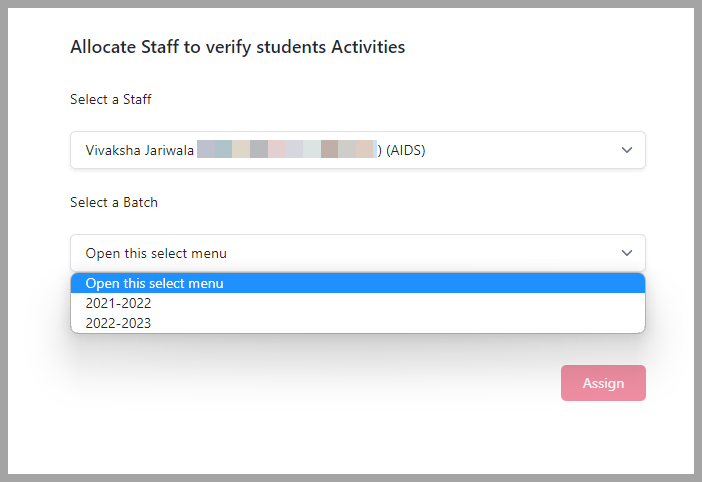 Allocate Staff to verify students Activities
Select a Staff
Vivaksha Jariwala ) (AIDS)
Select a Batch
Open this select menu
Open this select menu
2021-2022
2022-2023
Assign